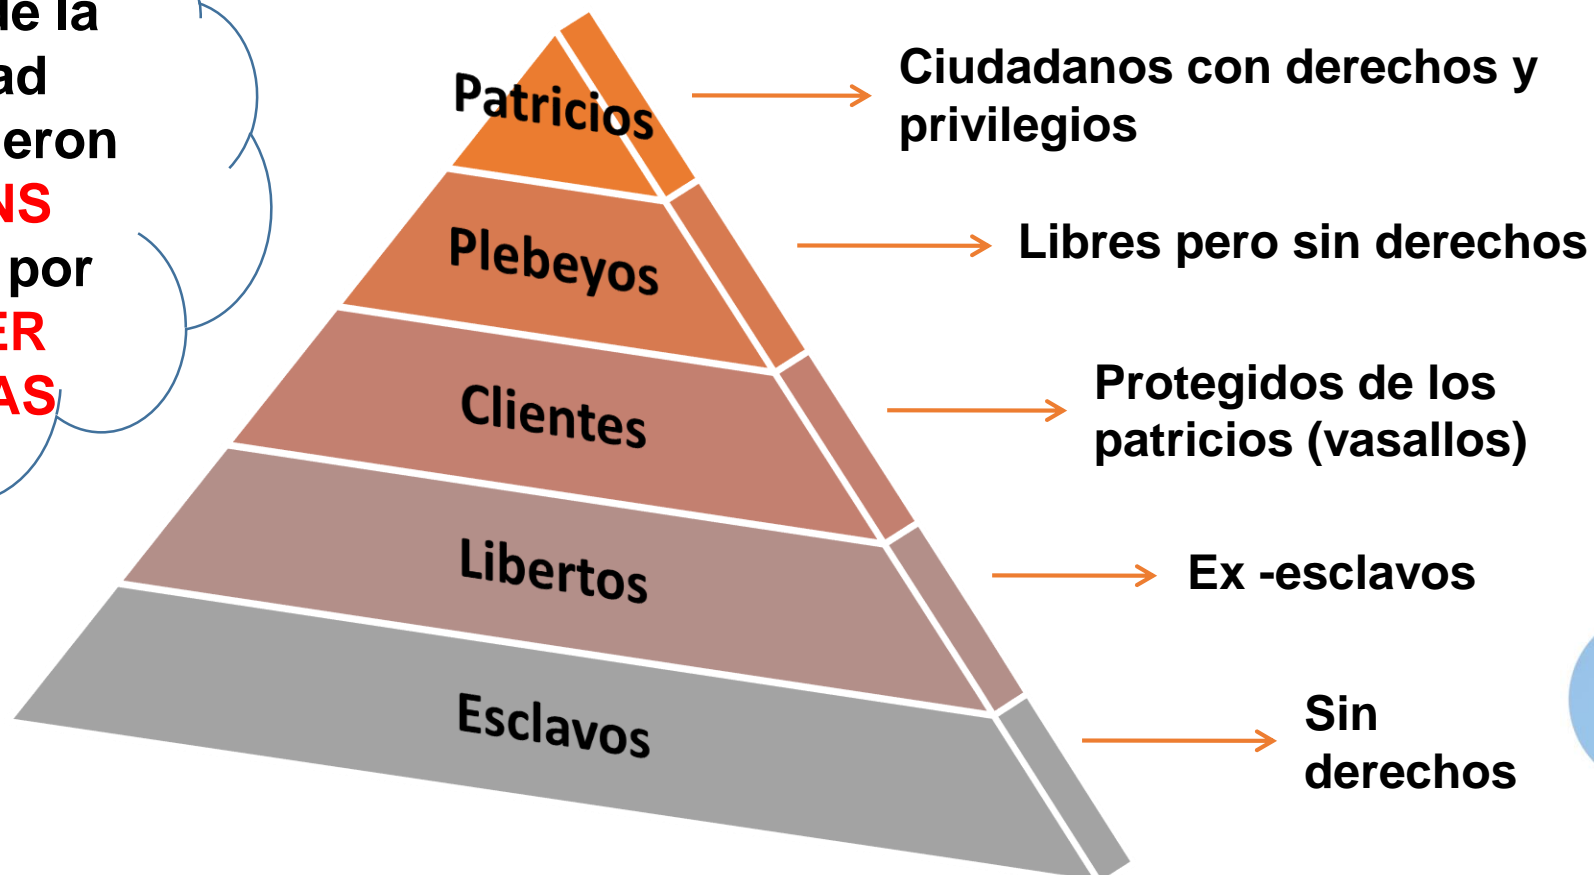 de la
ad
eron
NS
por
ER
AS
Patricios
Ciudadanos con derechos y
privilegios
Plebeyos
Libres pero sin derechos
Clientes
Protegidos de los
patricios (vasallos)
Libertos
Ex -esclavos
Esclavos
Sin
derechos